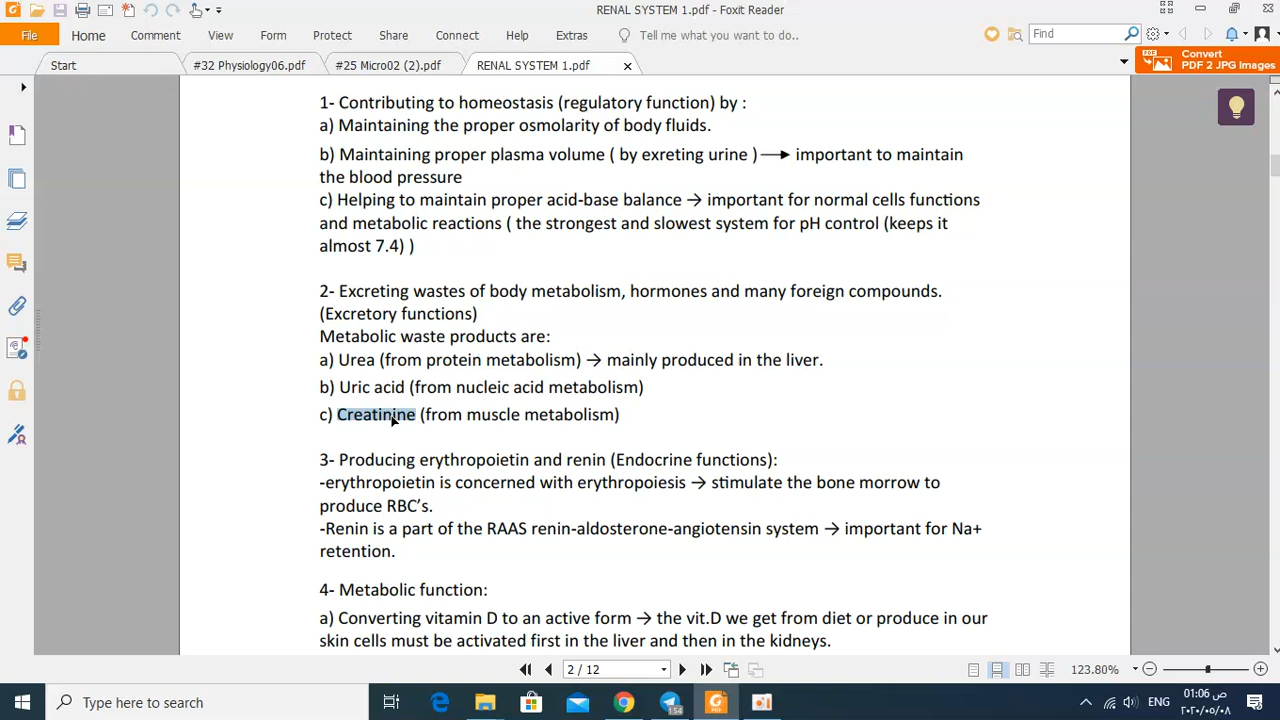 RENAL SYSTEM 1.pdf - Foxit Reader
File Home Comment View Form Protect Share Connect Help Extras Tell me what you want to do.. Find
Start #32 Physiology06.pdf #25 Micro02 (2).pdf RENAL SYSTEM 1.pdf
Convert
PDF 2 JPG Images
1- Contributing to homeostasis (regulatory function) by :
a) Maintaining the proper osmolarity of body fluids.
b) Maintaining proper plasma volume ( by exreting urine ) → important to maintain
the blood pressure
c) Helping to maintain proper acid-base balance → important for normal cells functions
and metabolic reactions ( the strongest and slowest system for pH control (keeps it
almost 7.4) )
2- Excreting wastes of body metabolism, hormones and many foreign compounds.
(Excretory functions)
Metabolic waste products are:
a) Urea (from protein metabolism) → mainly produced in the liver.
b) Uric acid (from nucleic acid metabolism)
c) Creatinine (from muscle metabolism)
3- Producing erythropoietin and renin (Endocrine functions):
-erythropoietin is concerned with erythropoiesis → stimulate the bone morrow to
produce RBC’s.
-Renin is a part of the RAAS renin-aldosterone-angiotensin system → important for Na+
retention.
4- Metabolic function:
a) Converting vitamin D to an active form → the vit.D we get from diet or produce in our
skin cells must be activated first in the liver and then in the kidneys.
2 / 12 123.80%
Type here to search 154 ENG 01:06 ص
٢٠٢٠/٠٥/٠٨